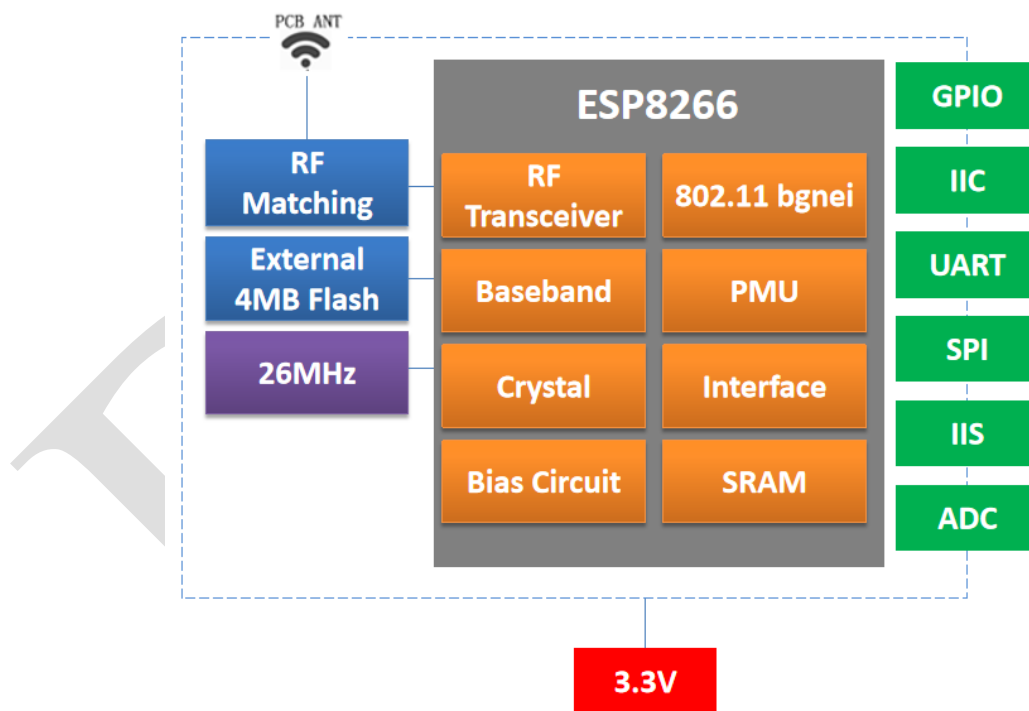 PCB ANT
ESP8266
RF
Matching
External
4MB Flash
26MHz
RF
Transceiver
802.11 bgnei
Baseband
PMU
Crystal
Interface
Bias Circuit
SRAM
GPIO
IIC
UART
SPI
IIS
ADC
3.3V